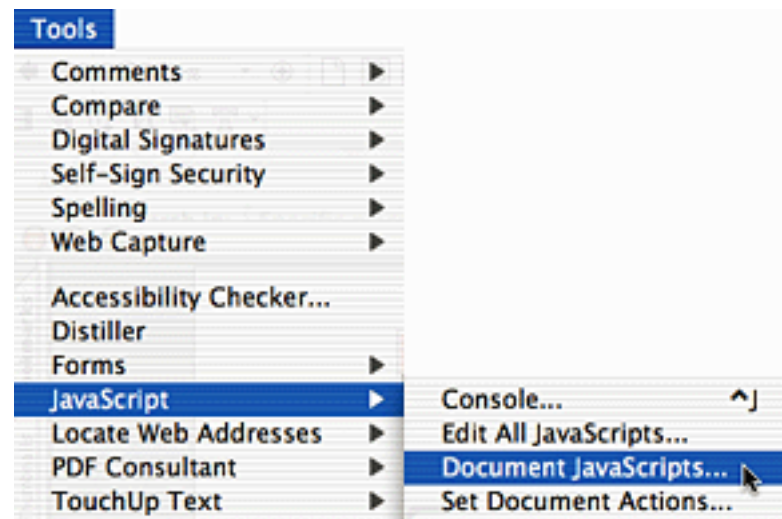 Tools
Comments
Compare
Digital Signatures
Self-Sign Security
Spelling
Web Capture
Accessibility Checker...
Distiller
Forms
JavaScript
Locate Web Addresses
PDF Consultant
TouchUp Text
Console... ^J
Edit All JavaScripts...
Document JavaScripts...
Set Document Actions...